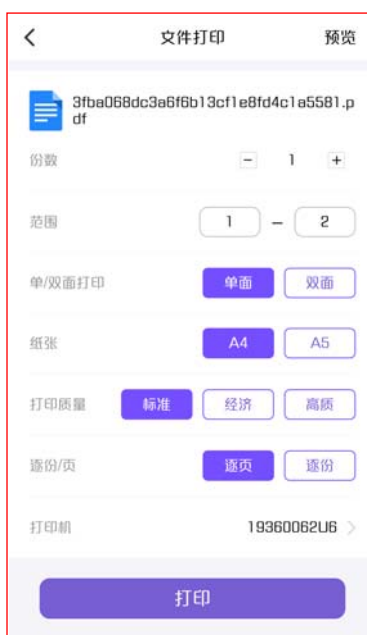 文件打印 预览
3fba068dc3a6f6b13cf1e8fd4c1a5581.p
df
份数 － 1 +
范围 1 － 2
单/双面打印 单面 双面
纸张 A4 A5
打印质量 标准 经济 高质
逐份/页 逐页 逐份
打印机 19360062U6
打印